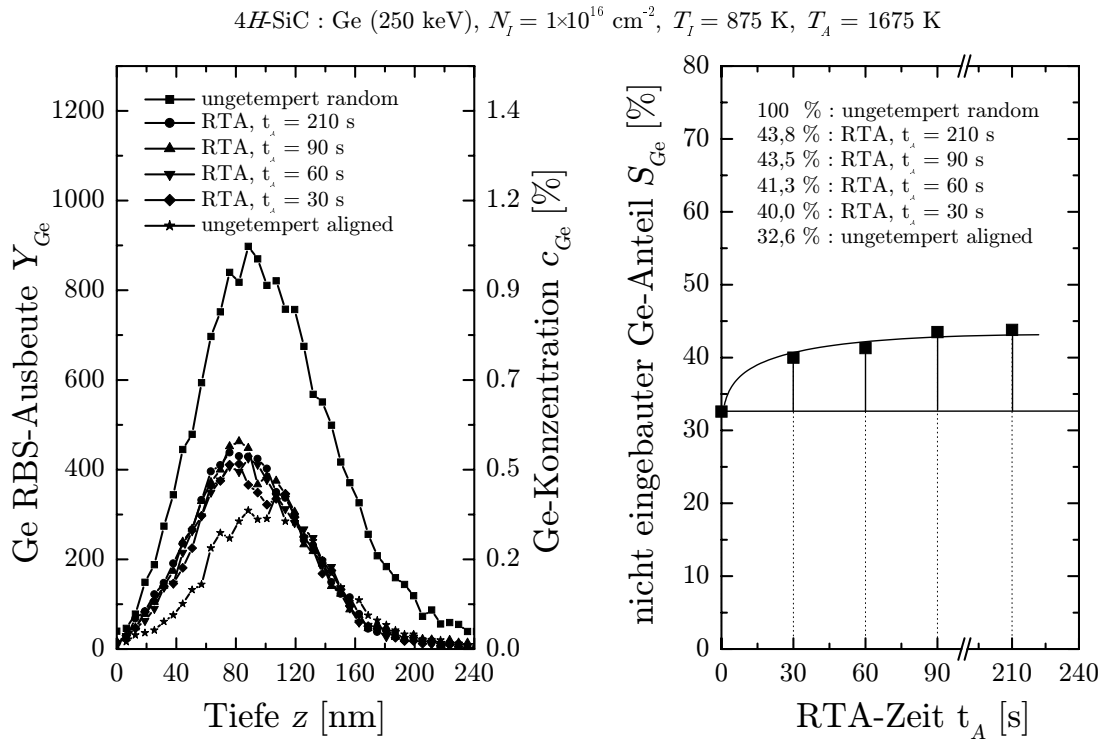 4H-SiC : Ge (250 keV), N_I = 1×10^16 cm^-2, T_I = 875 K, T_A = 1675 K
1300
1200
1000
800
600
400
200
0
Ge RBS-Ausbeute Y_Ge
ungetempert random
RTA, t_A = 210 s
RTA, t_A = 90 s
RTA, t_A = 60 s
RTA, t_A = 30 s
ungetempert aligned
1.4
1.2
0.9
0.7
0.5
0.2
0.0
Ge-Konzentration c_Ge [%]
0 40 80 120 160 200 240
Tiefe z [nm]
80
70
60
50
40
30
20
10
0
nicht eingebauter Ge-Anteil S_Ge [%]
100 % : ungetempert random
43,8 % : RTA, t_A = 210 s
43,5 % : RTA, t_A = 90 s
41,3 % : RTA, t_A = 60 s
40,0 % : RTA, t_A = 30 s
32,6 % : ungetempert aligned
0 30 60 90 210 240
RTA-Zeit t_A [s]